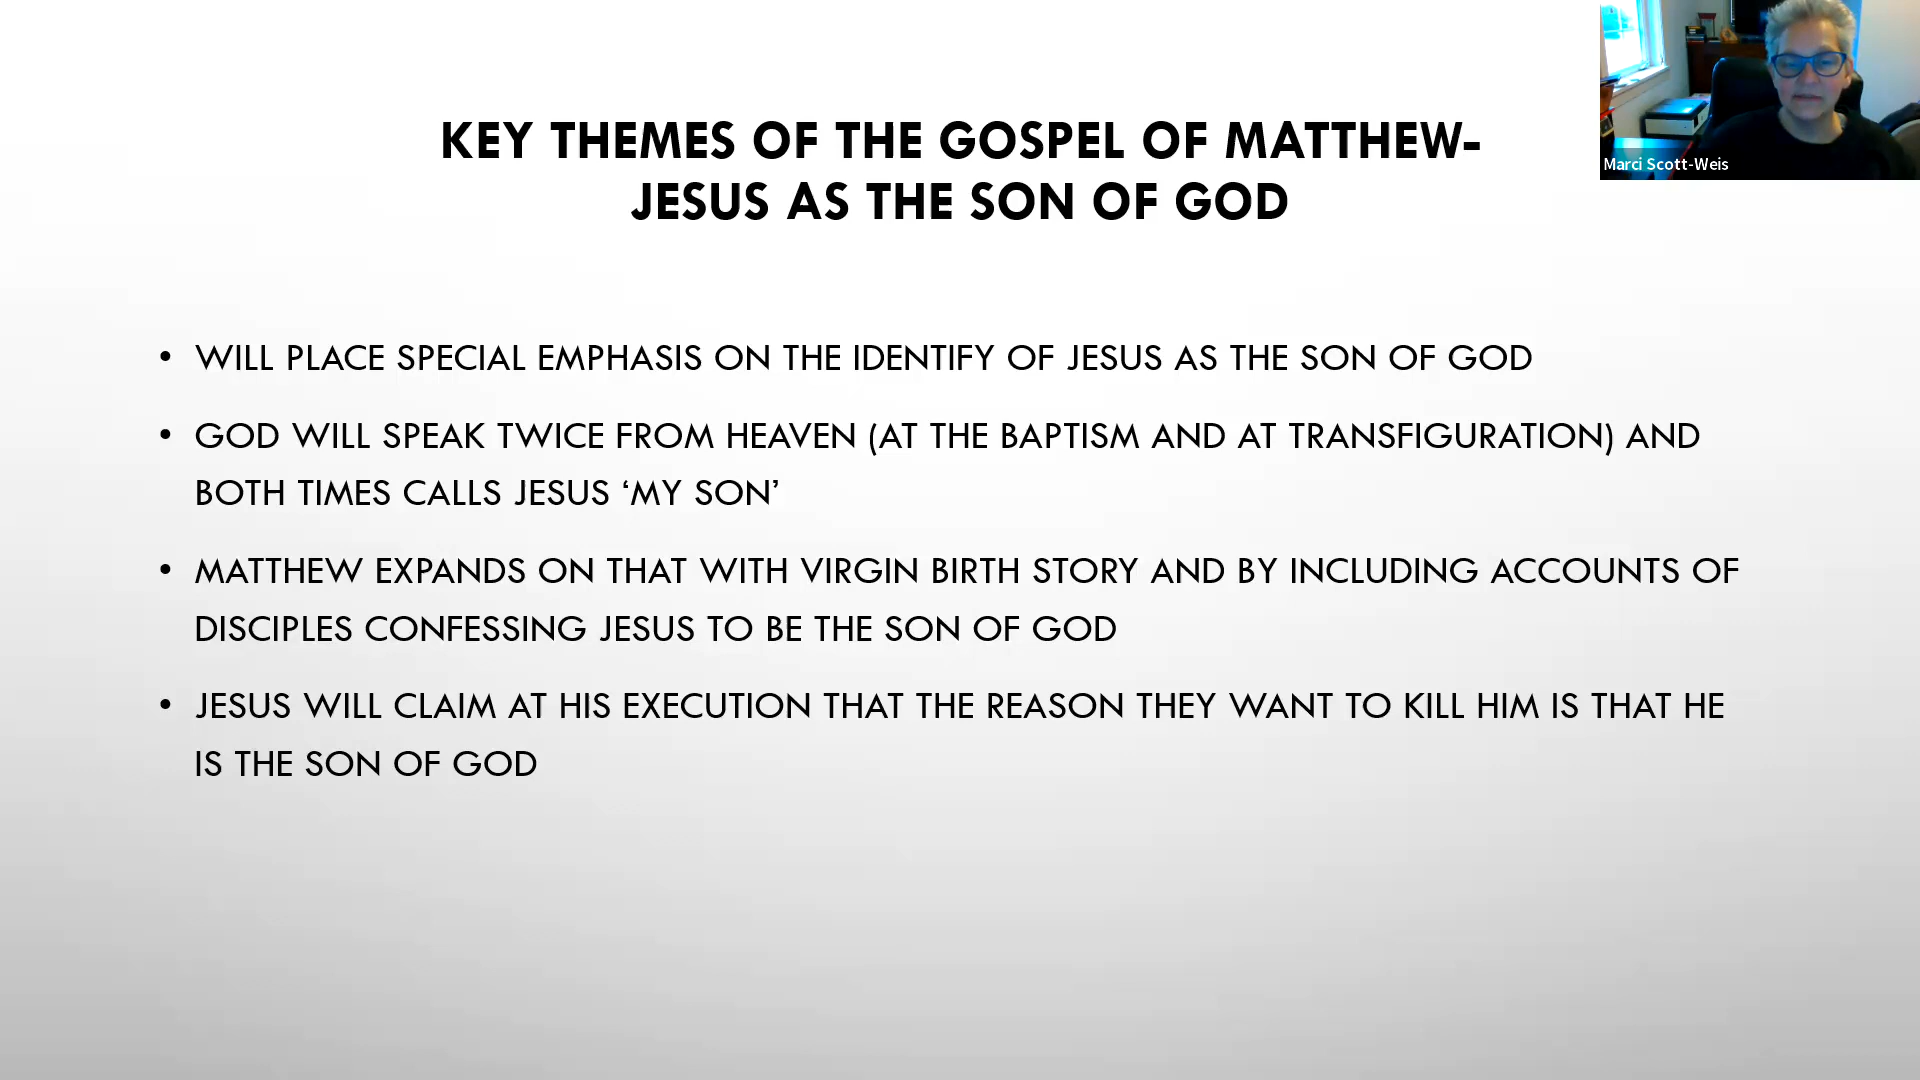 KEY THEMES OF THE GOSPEL OF MATTHEW-
JESUS AS THE SON OF GOD
Marci Scott-Weis
• WILL PLACE SPECIAL EMPHASIS ON THE IDENTIFY OF JESUS AS THE SON OF GOD
• GOD WILL SPEAK TWICE FROM HEAVEN (AT THE BAPTISM AND AT TRANSFIGURATION) AND
BOTH TIMES CALLS JESUS ‘MY SON’
• MATTHEW EXPANDS ON THAT WITH VIRGIN BIRTH STORY AND BY INCLUDING ACCOUNTS OF
DISCIPLES CONFESSING JESUS TO BE THE SON OF GOD
• JESUS WILL CLAIM AT HIS EXECUTION THAT THE REASON THEY WANT TO KILL HIM IS THAT HE
IS THE SON OF GOD